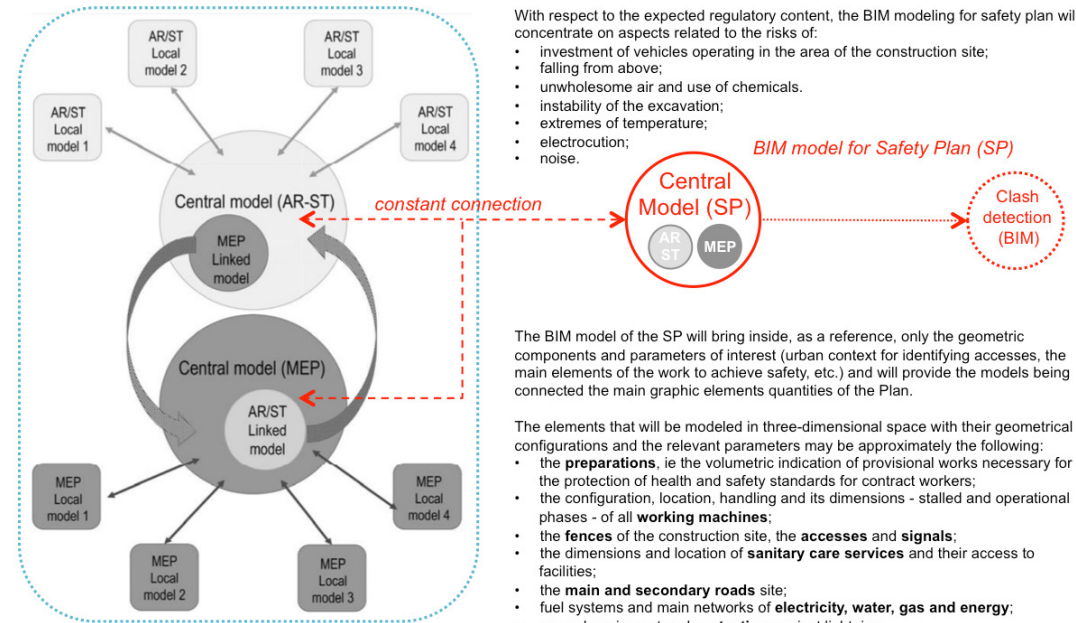 AR/ST
Local
model 2
AR/ST
Local
model 3
AR/ST
Local
model 1
AR/ST
Local
model 4
Central model (AR-ST)
MEP
Linked
model
Central model (MEP)
AR/ST
Linked
model
MEP
Local
model 1
MEP
Local
model 4
MEP
Local
model 2
MEP
Local
model 3
With respect to the expected regulatory content, the BIM modeling for safety plan wil
concentrate on aspects related to the risks of:
• investment of vehicles operating in the area of the construction site;
• falling from above;
• unwholesome air and use of chemicals.
• instability of the excavation;
• extremes of temperature;
• electrocution;
• noise.
BIM model for Safety Plan (SP)
constant connection
Central
Model (SP)
AR
ST
MEP
Clash
detection
(BIM)
The BIM model of the SP will bring inside, as a reference, only the geometric
components and parameters of interest (urban context for identifying accesses, the
main elements of the work to achieve safety, etc.) and will provide the models being
connected the main graphic elements quantities of the Plan.
The elements that will be modeled in three-dimensional space with their geometrical
configurations and the relevant parameters may be approximately the following:
• the preparations, ie the volumetric indication of provisional works necessary for
the protection of health and safety standards for contract workers;
• the configuration, location, handling and its dimensions - stalled and operational
phases - of all working machines;
• the fences of the construction site, the accesses and signals;
• the dimensions and location of sanitary care services and their access to
facilities;
• the main and secondary roads site;
• fuel systems and main networks of electricity, water, gas and energy;